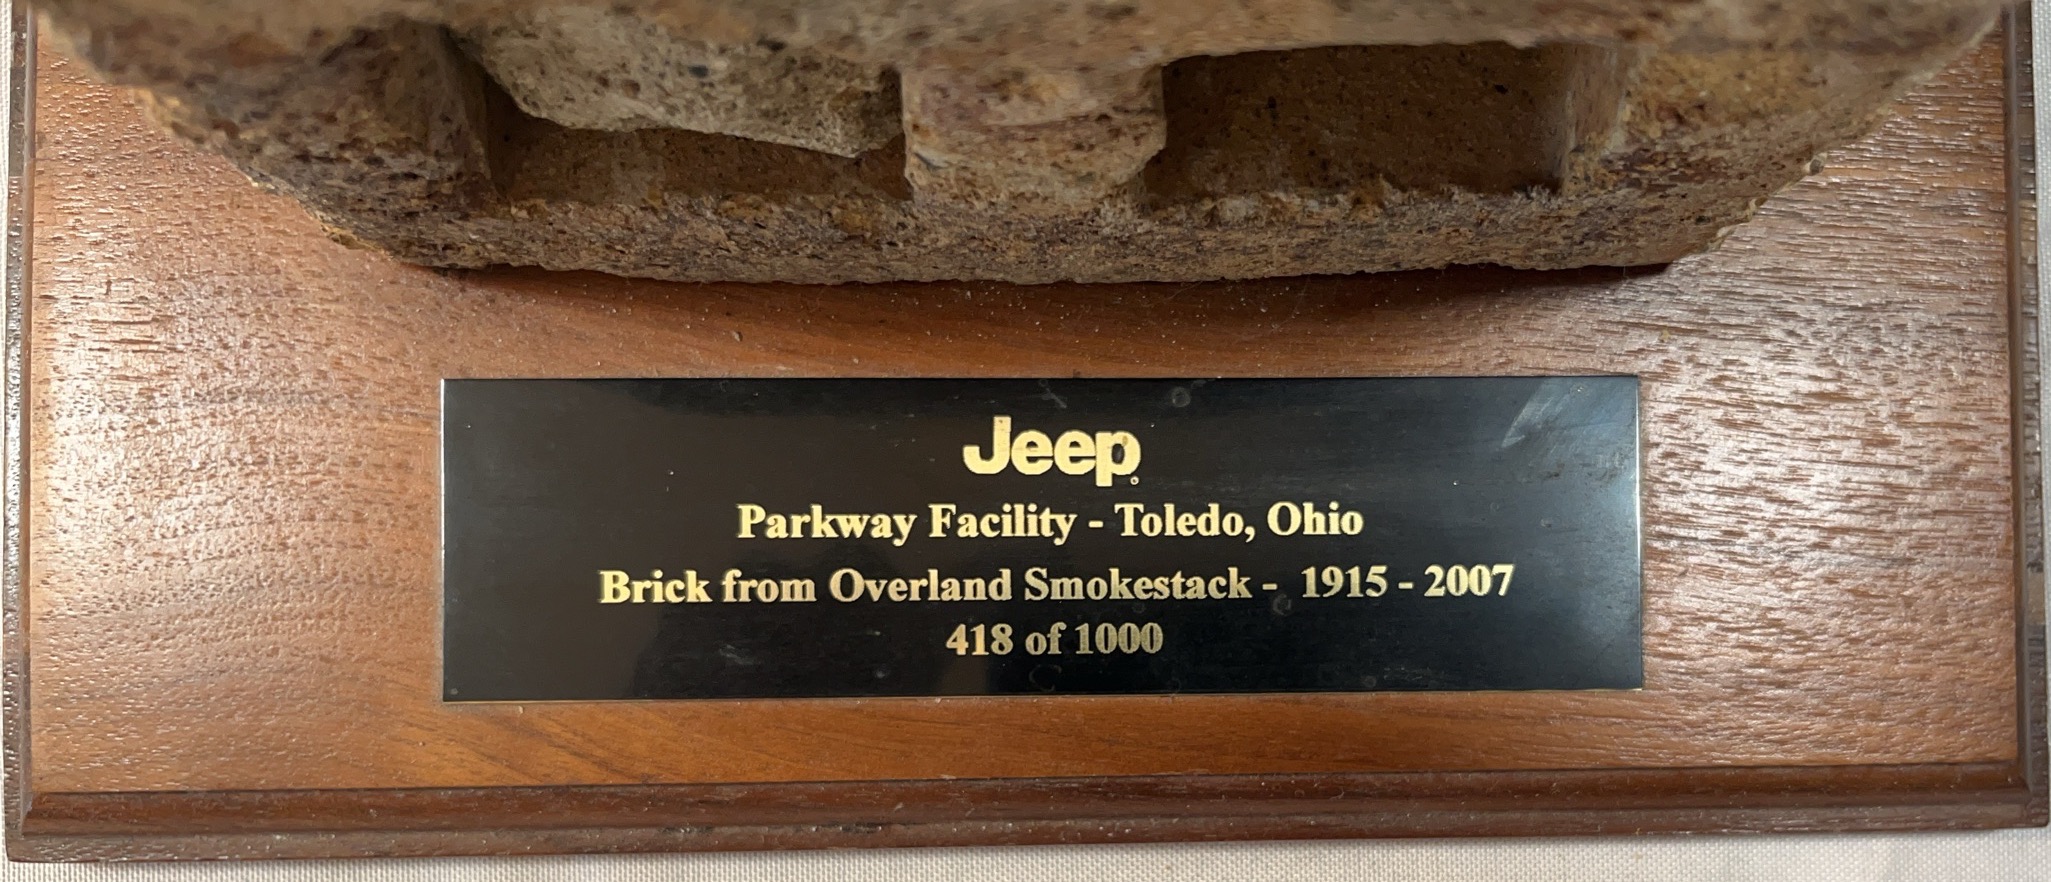 Jeep
Parkway Facility - Toledo, Ohio
Brick from Overland Smokestack - 1915 - 2007
418 of 1000